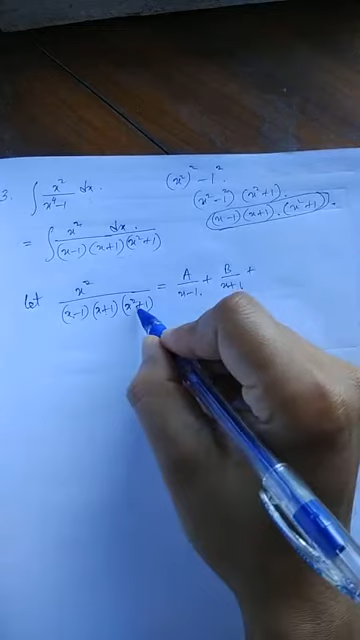 3. ∫ x²/(x⁴-1) dx.
(x²)² - 1².
(x²-1²) (x²+1).
(x-1)(x+1).(x²+1).
= ∫ x² dx./((x-1)(x+1)(x²+1))
let x²/((x-1)(x+1)(x²+1)) = A/(x-1.) + B/(x+1) +